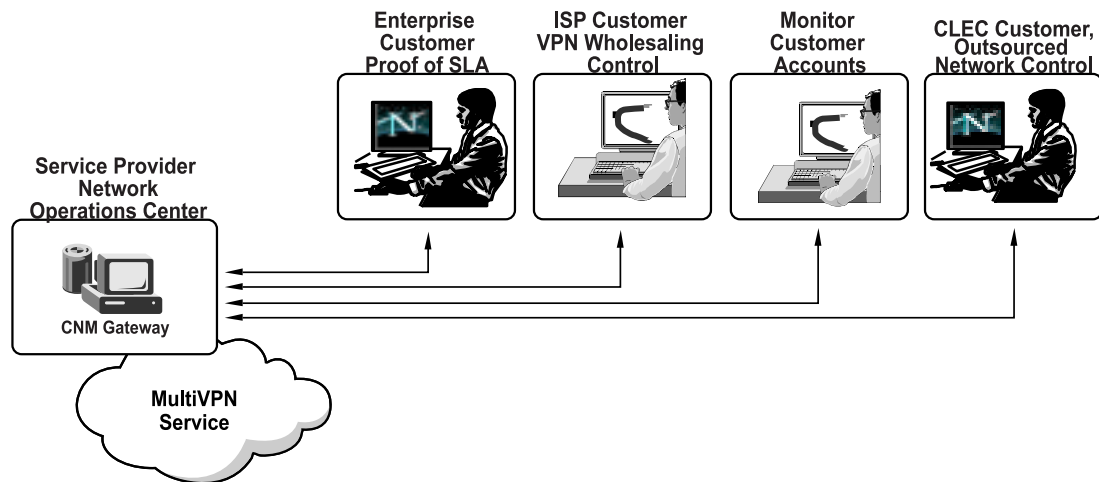 Enterprise
Customer
Proof of SLA
ISP Customer
VPN Wholesaling
Control
Monitor
Customer
Accounts
CLEC Customer,
Outsourced
Network Control
N
N
Service Provider
Network
Operations Center
CNM Gateway
MultiVPN
Service